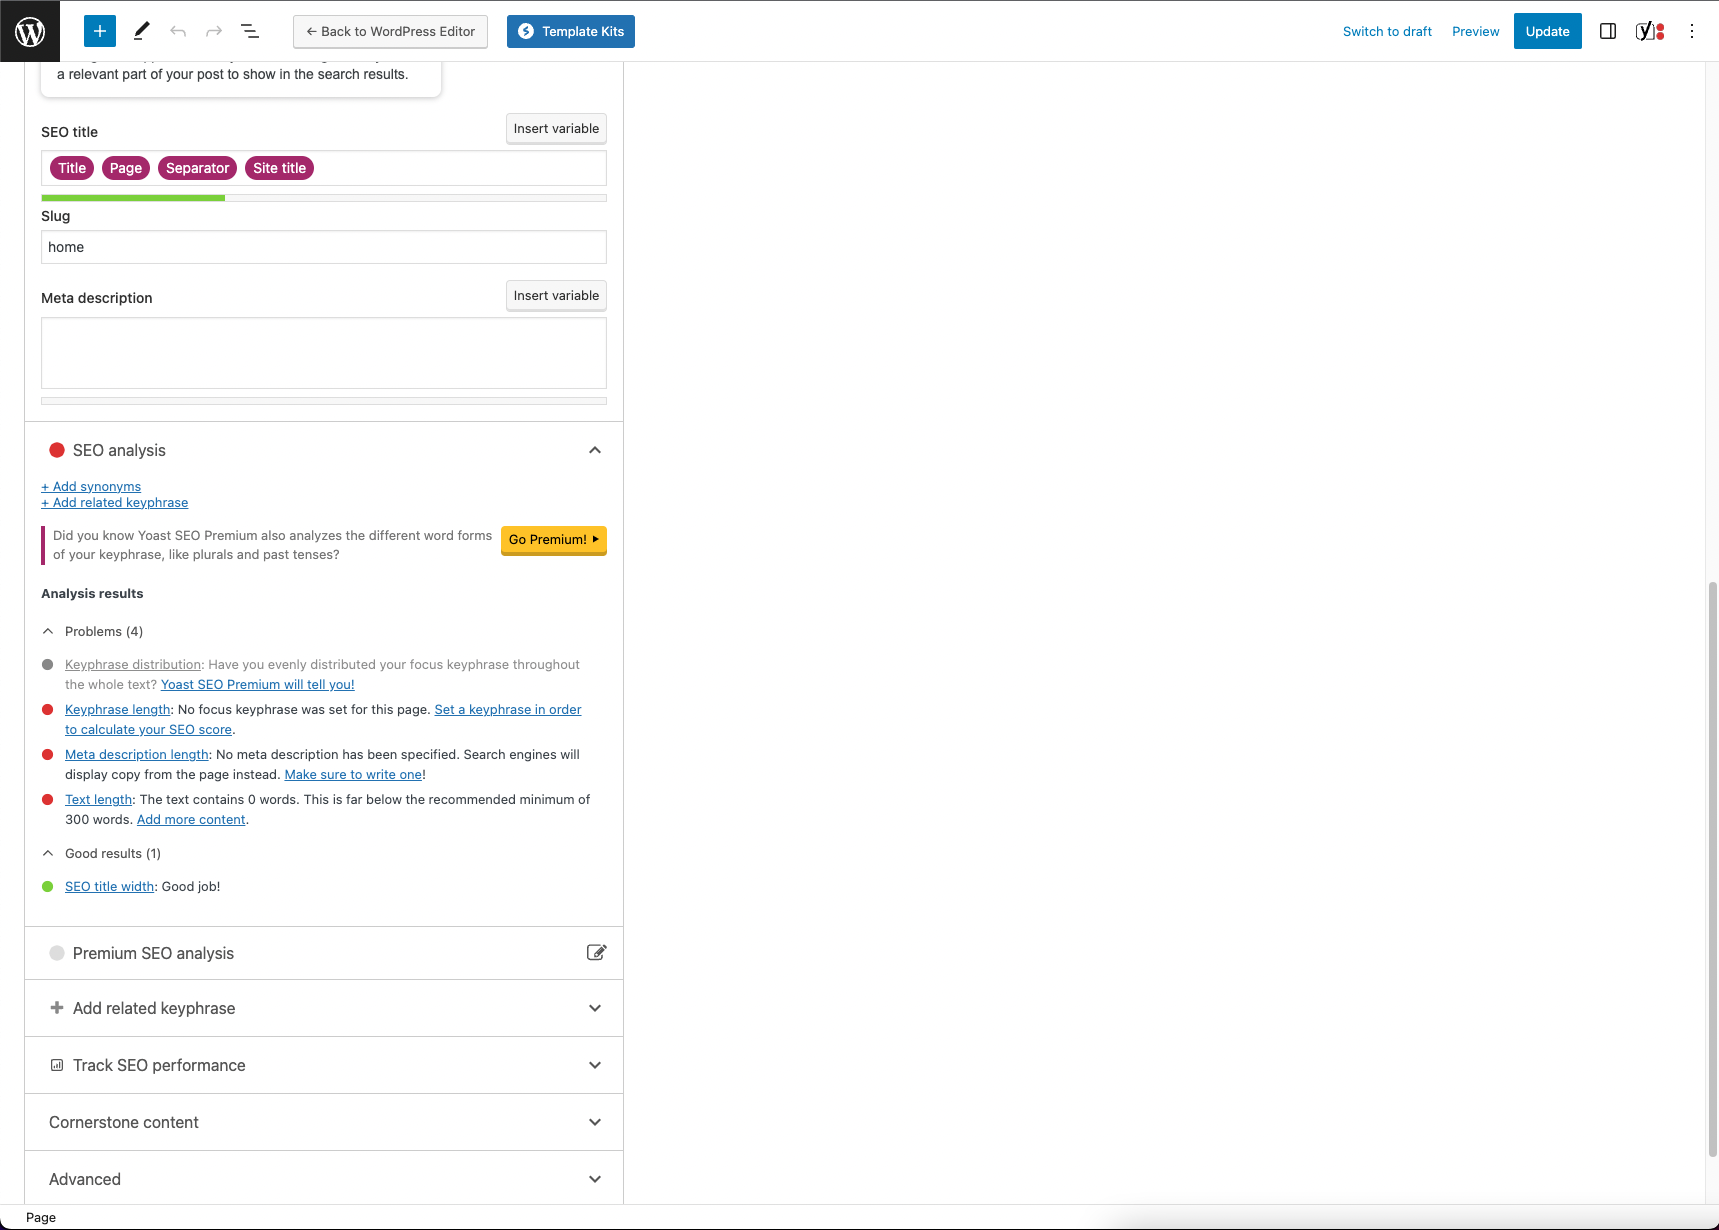 ← Back to WordPress Editor
Template Kits
Switch to draft
Preview
Update
a relevant part of your post to show in the search results.
SEO title
Insert variable
Title Page Separator Site title
Slug
home
Meta description
Insert variable
SEO analysis
+ Add synonyms
+ Add related keyphrase
Did you know Yoast SEO Premium also analyzes the different word forms
of your keyphrase, like plurals and past tenses?
Go Premium!
Analysis results
Problems (4)
Keyphrase distribution: Have you evenly distributed your focus keyphrase throughout
the whole text? Yoast SEO Premium will tell you!
Keyphrase length: No focus keyphrase was set for this page. Set a keyphrase in order
to calculate your SEO score.
Meta description length: No meta description has been specified. Search engines will
display copy from the page instead. Make sure to write one!
Text length: The text contains 0 words. This is far below the recommended minimum of
300 words. Add more content.
Good results (1)
SEO title width: Good job!
Premium SEO analysis
Add related keyphrase
Track SEO performance
Cornerstone content
Advanced
Page